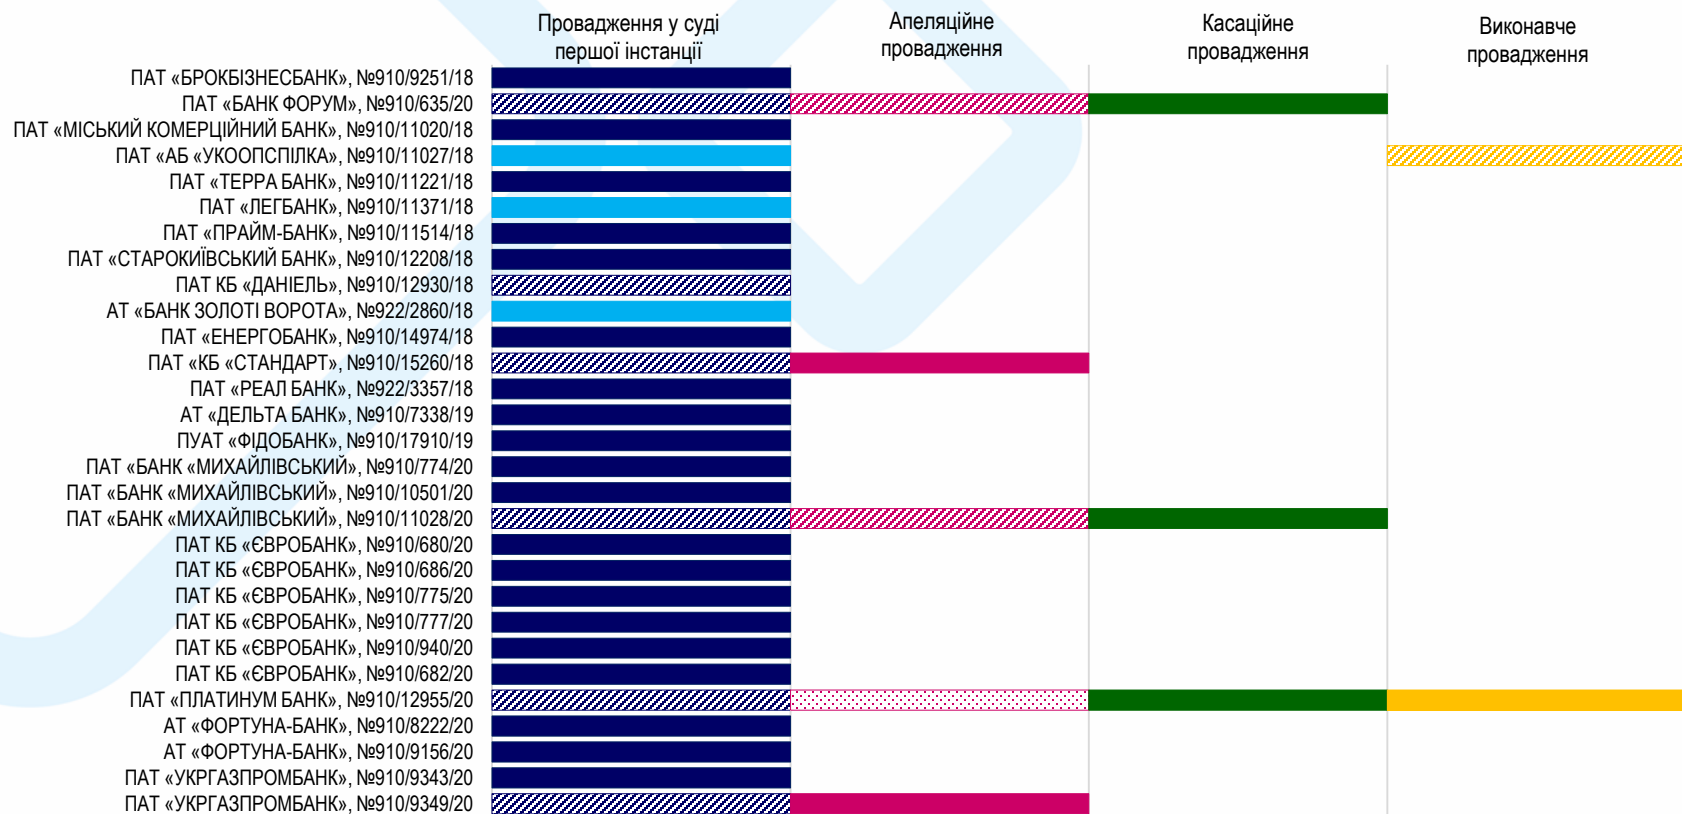 Провадження у суді
першої інстанції
Апеляційне
провадження
Касаційне
провадження
Виконавче
провадження
ПАТ «БРОКБІЗНЕСБАНК», №910/9251/18
ПАТ «БАНК ФОРУМ», №910/635/20
ПАТ «МІСЬКИЙ КОМЕРЦІЙНИЙ БАНК», №910/11020/18
ПАТ «АБ «УКООПСПІЛКА», №910/11027/18
ПАТ «ТЕРРА БАНК», №910/11221/18
ПАТ «ЛЕГБАНК», №910/11371/18
ПАТ «ПРАЙМ-БАНК», №910/11514/18
ПАТ «СТАРОКИЇВСЬКИЙ БАНК», №910/12208/18
ПАТ КБ «ДАНІЕЛЬ», №910/12930/18
АТ «БАНК ЗОЛОТІ ВОРОТА», №922/2860/18
ПАТ «ЕНЕРГОБАНК», №910/14974/18
ПАТ «КБ «СТАНДАРТ», №910/15260/18
ПАТ «РЕАЛ БАНК», №922/3357/18
АТ «ДЕЛЬТА БАНК», №910/7338/19
ПУАТ «ФІДОБАНК», №910/17910/19
ПАТ «БАНК «МИХАЙЛІВСЬКИЙ», №910/774/20
ПАТ «БАНК «МИХАЙЛІВСЬКИЙ», №910/10501/20
ПАТ «БАНК «МИХАЙЛІВСЬКИЙ», №910/11028/20
ПАТ КБ «ЄВРОБАНК», №910/680/20
ПАТ КБ «ЄВРОБАНК», №910/686/20
ПАТ КБ «ЄВРОБАНК», №910/775/20
ПАТ КБ «ЄВРОБАНК», №910/777/20
ПАТ КБ «ЄВРОБАНК», №910/940/20
ПАТ КБ «ЄВРОБАНК», №910/682/20
ПАТ «ПЛАТИНУМ БАНК», №910/12955/20
АТ «ФОРТУНА-БАНК», №910/8222/20
АТ «ФОРТУНА-БАНК», №910/9156/20
ПАТ «УКРГАЗПРОМБАНК», №910/9343/20
ПАТ «УКРГАЗПРОМБАНК», №910/9349/20